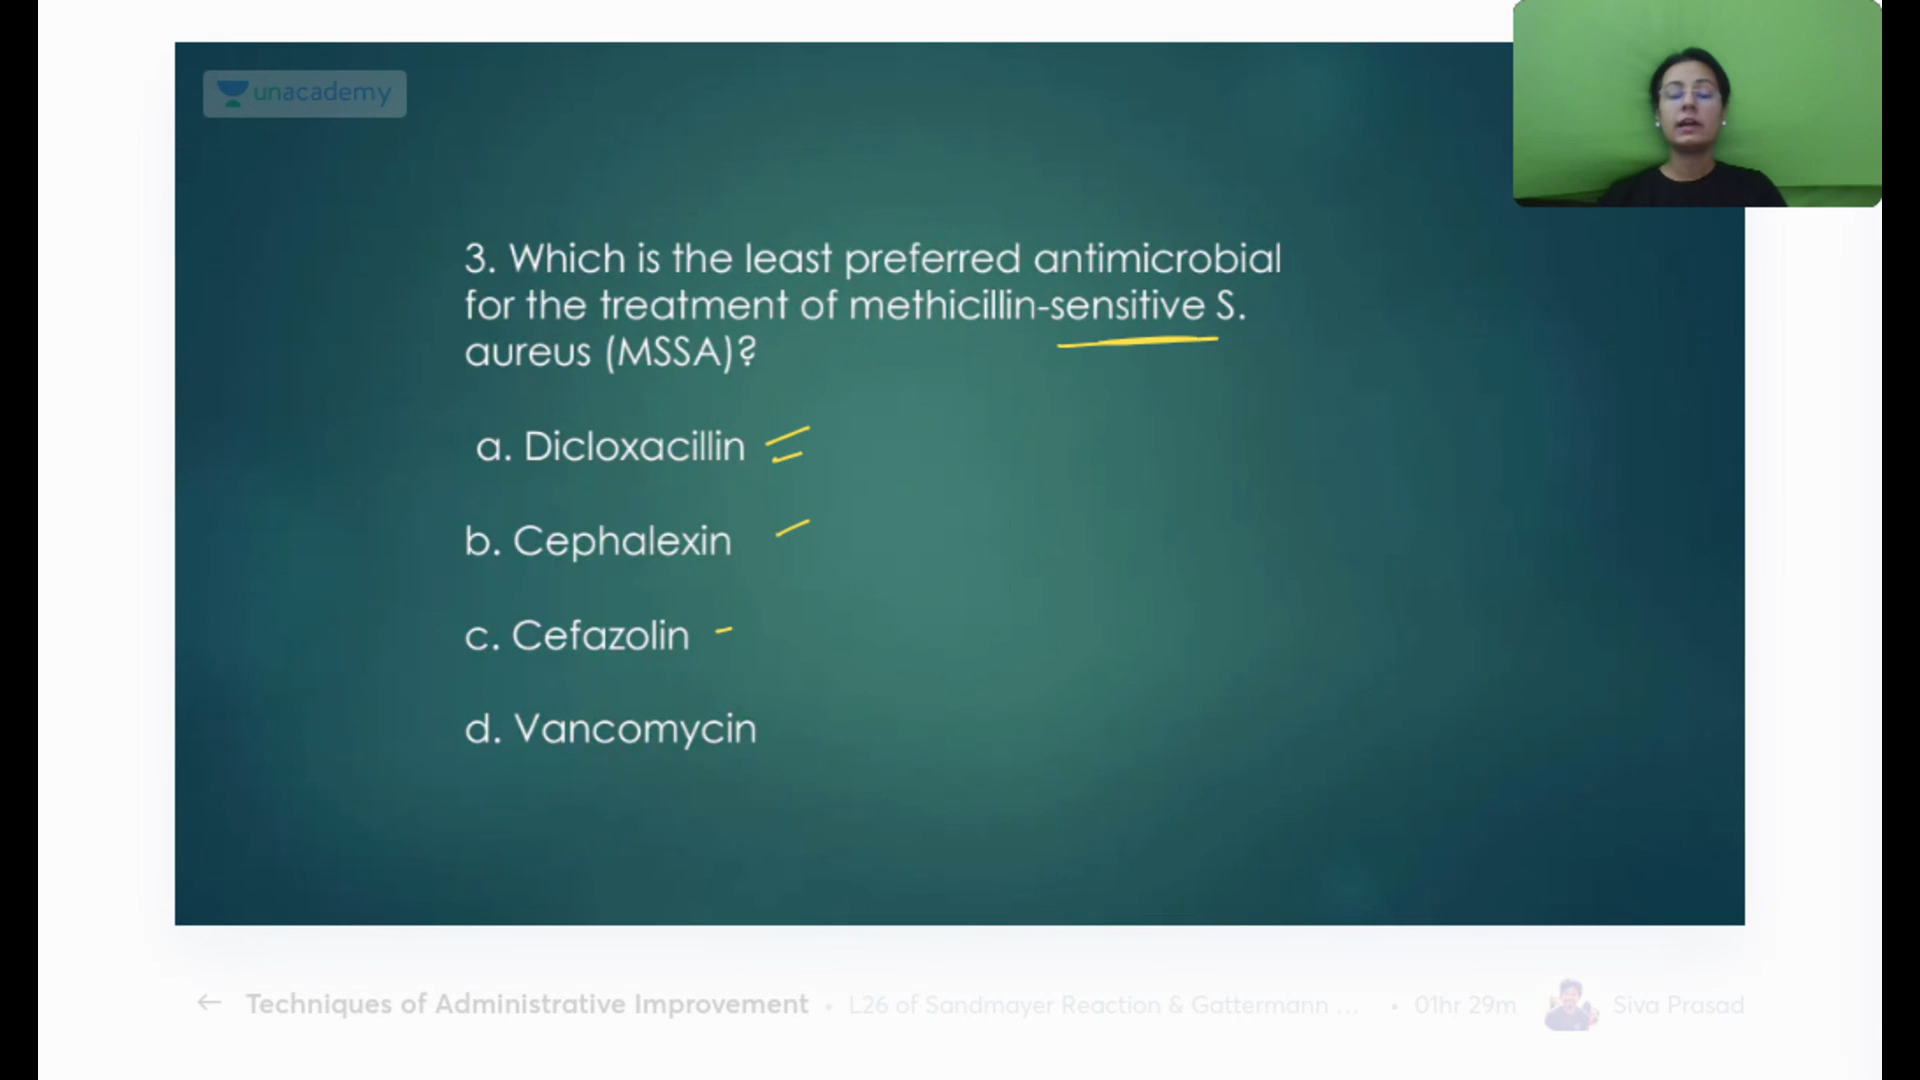 unacademy
3. Which is the least preferred antimicrobial
for the treatment of methicillin-sensitive S.
aureus (MSSA)?
a. Dicloxacillin
b. Cephalexin
c. Cefazolin
d. Vancomycin
← Techniques of Administrative Improvement • L26 of Sandmayer Reaction & Gattermann ... • 01hr 29m Siva Prasad